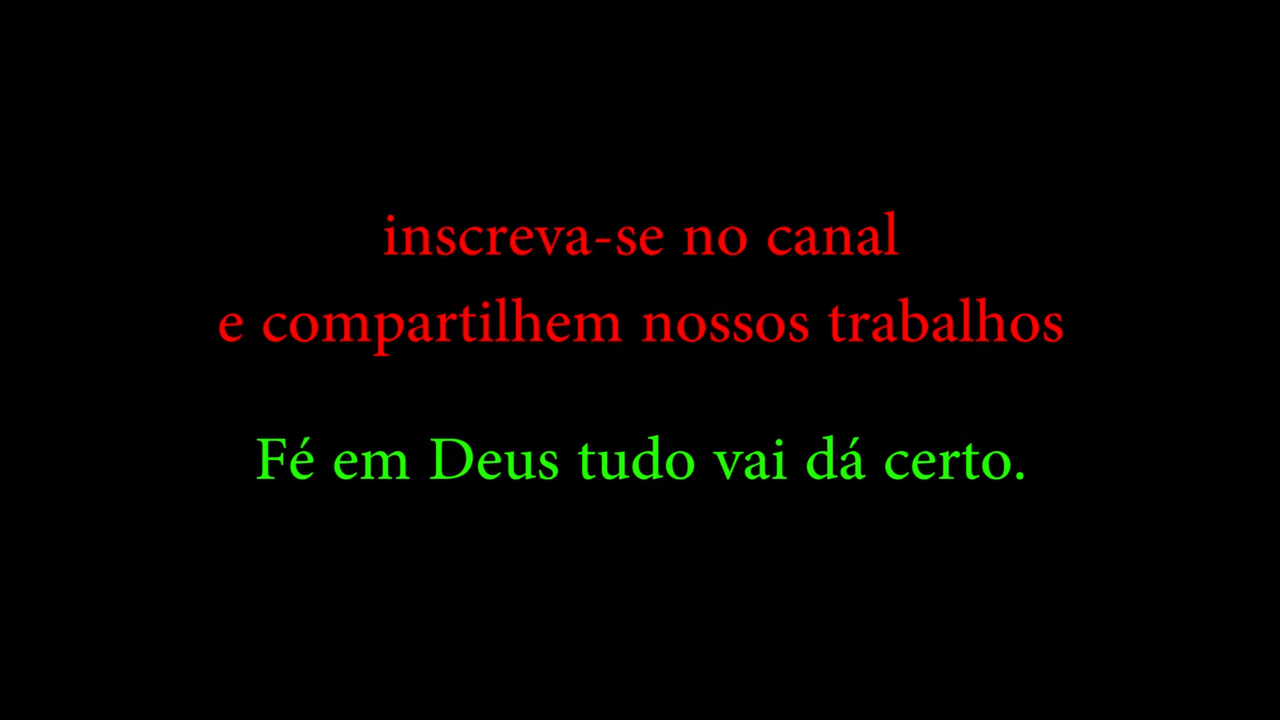 inscreva-se no canal
e compartilhem nossos trabalhos
Fé em Deus tudo vai dá certo.